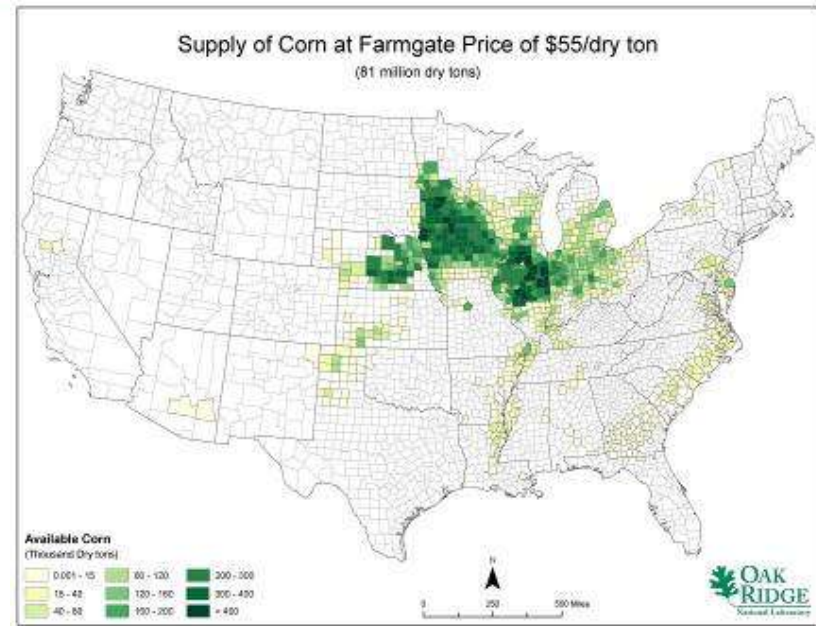 Supply of Corn at Farmgate Price of $55/dry ton
(81 million dry tons)
Available Corn
(Thousand Dry tons)
0.001 - 15
15 - 40
40 - 80
80 - 120
120 - 160
160 - 200
200 - 300
300 - 400
> 400
N
0 250 500 Miles
OAK
RIDGE
National Laboratory